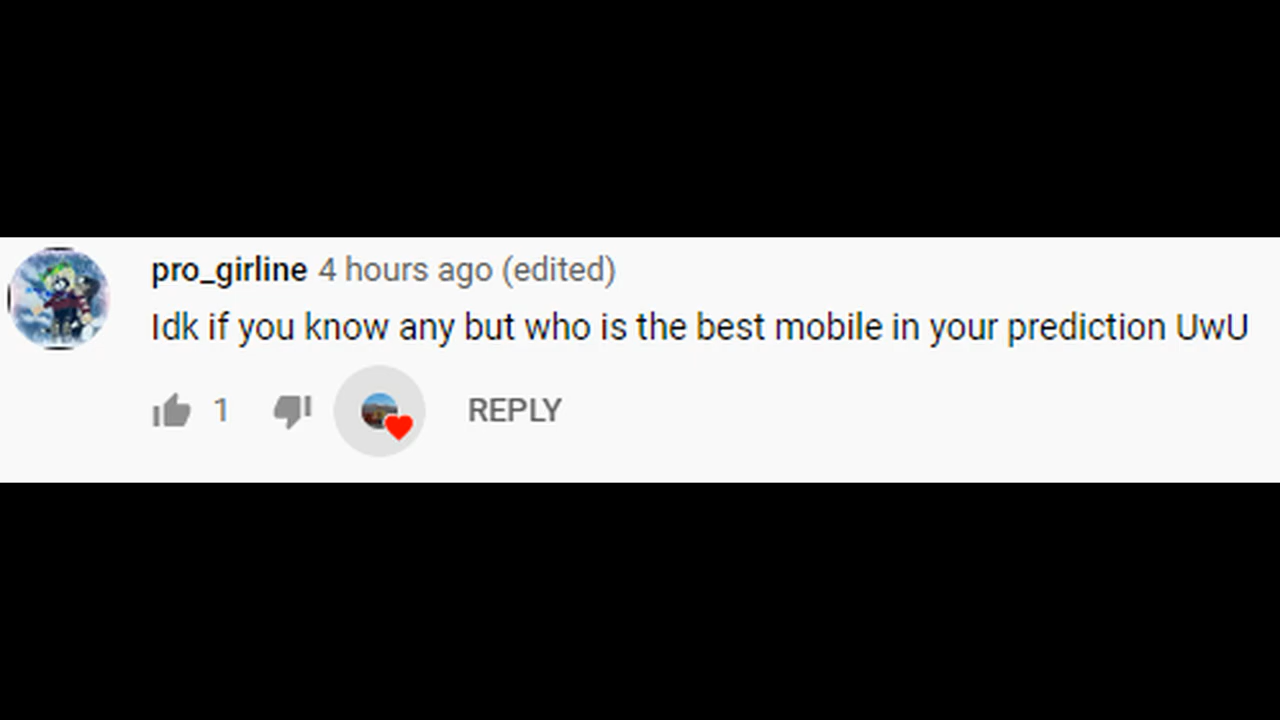 pro_girline 4 hours ago (edited)
Idk if you know any but who is the best mobile in your prediction UwU
1 REPLY